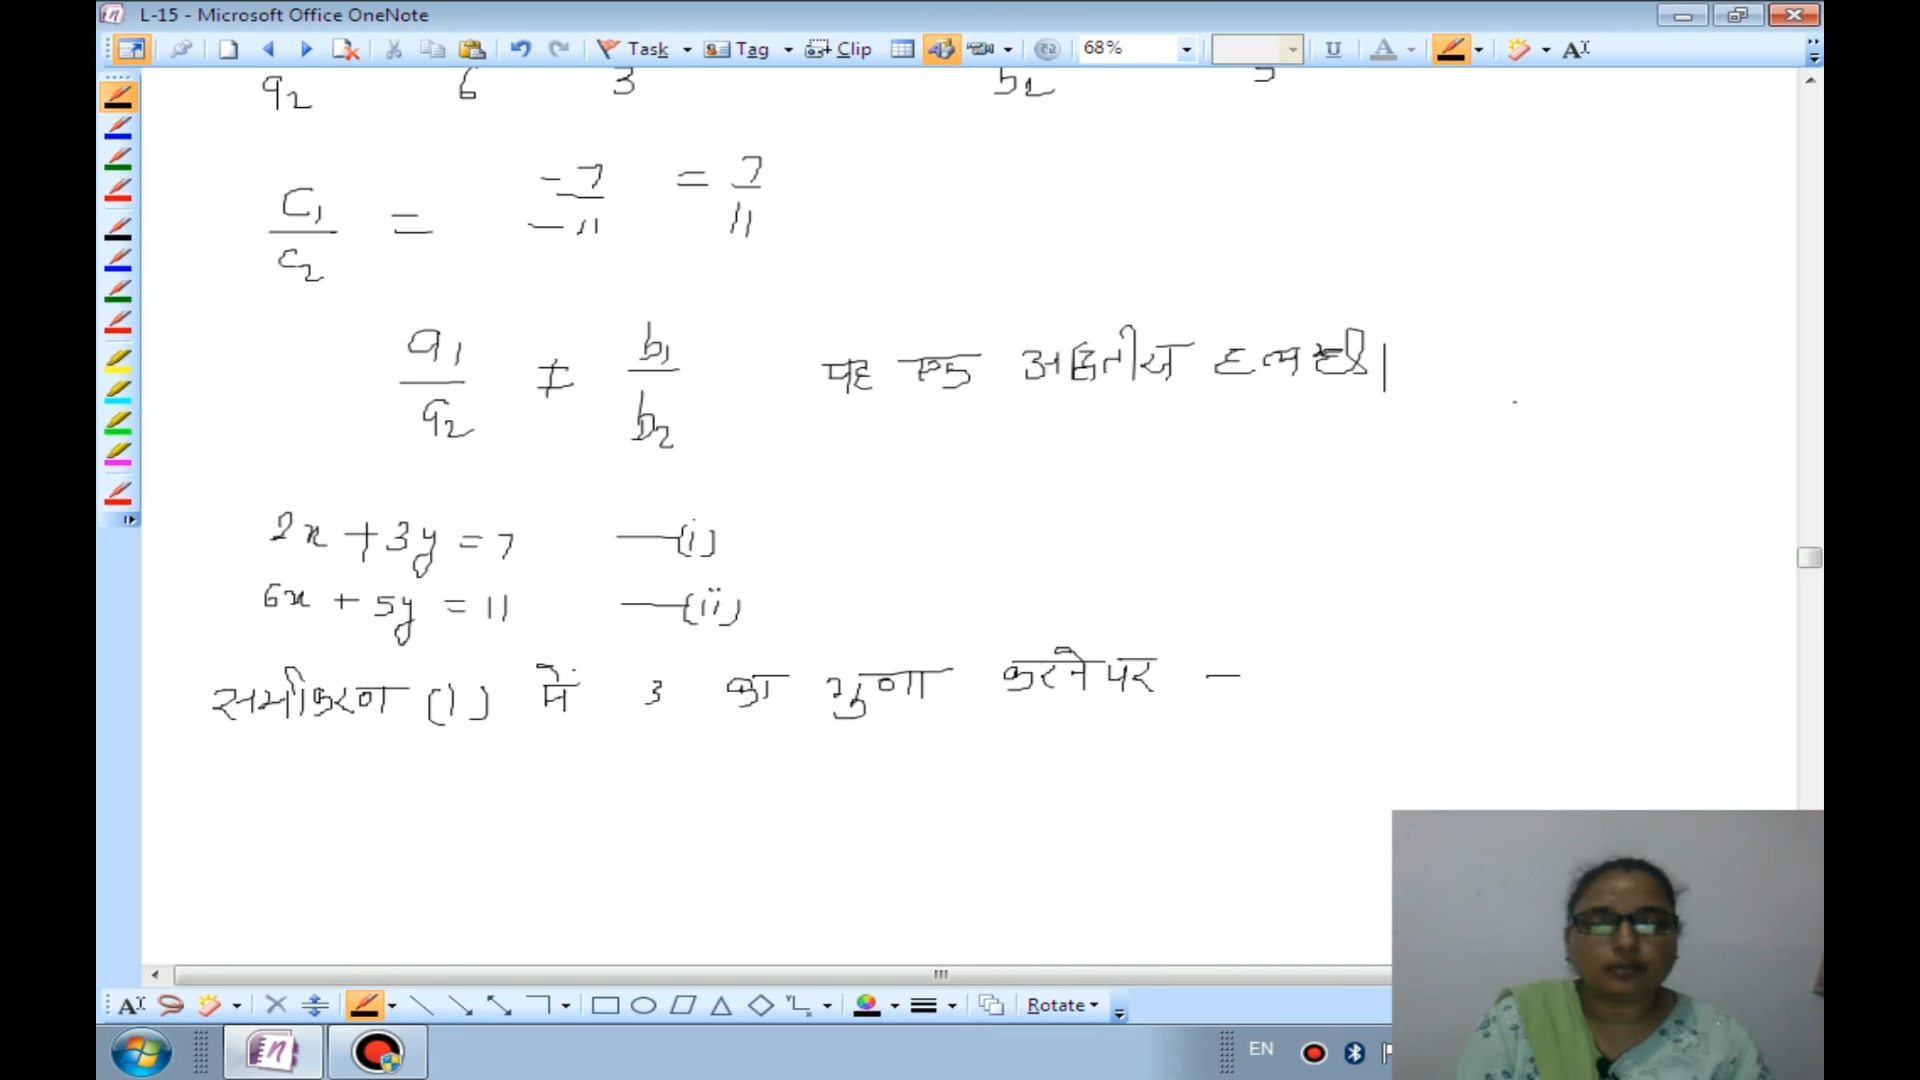 L-15 - Microsoft Office OneNote
Task Tag Clip 68% U A A
a2 6 3 b2 5
C1 / C2 = -7 / -11 = 7 / 11
a1 / a2 ≠ b1 / b2 यह एक अद्वितीय हल है।
2x + 3y = 7 —(i)
6x + 5y = 11 —(ii)
समीकरण (1) में 3 का गुणा करने पर —
A Rotate
EN